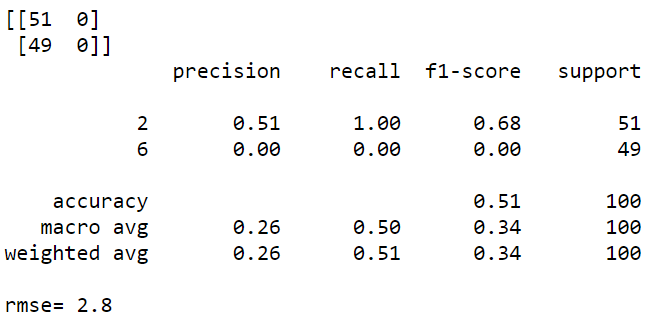 [[51  0]
 [49  0]]
              precision    recall  f1-score   support

           2       0.51      1.00      0.68        51
           6       0.00      0.00      0.00        49

    accuracy                           0.51       100
   macro avg       0.26      0.50      0.34       100
weighted avg       0.26      0.51      0.34       100

rmse= 2.8